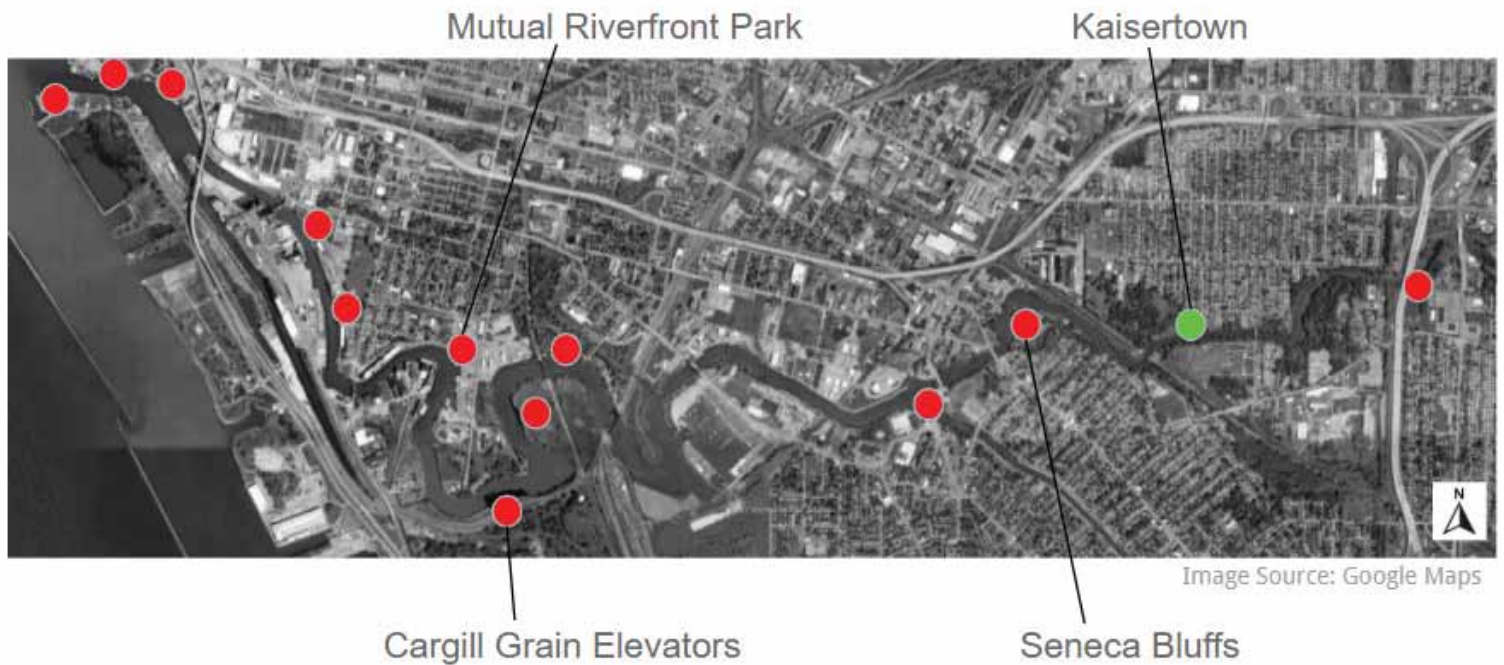 Mutual Riverfront Park
Kaisertown
N
Image Source: Google Maps
Cargill Grain Elevators
Seneca Bluffs